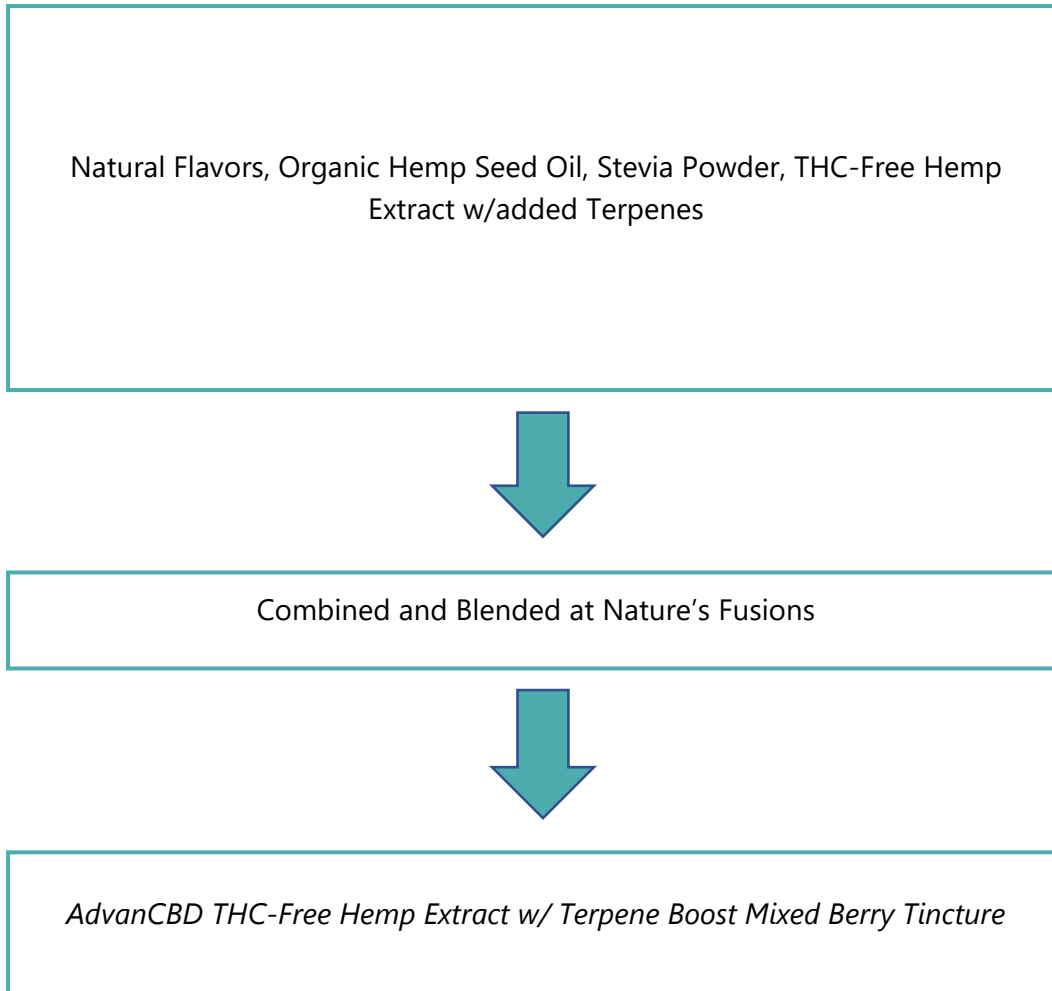 Natural Flavors, Organic Hemp Seed Oil, Stevia Powder, THC-Free Hemp
Extract w/added Terpenes
Combined and Blended at Nature’s Fusions
AdvanCBD THC-Free Hemp Extract w/ Terpene Boost Mixed Berry Tincture